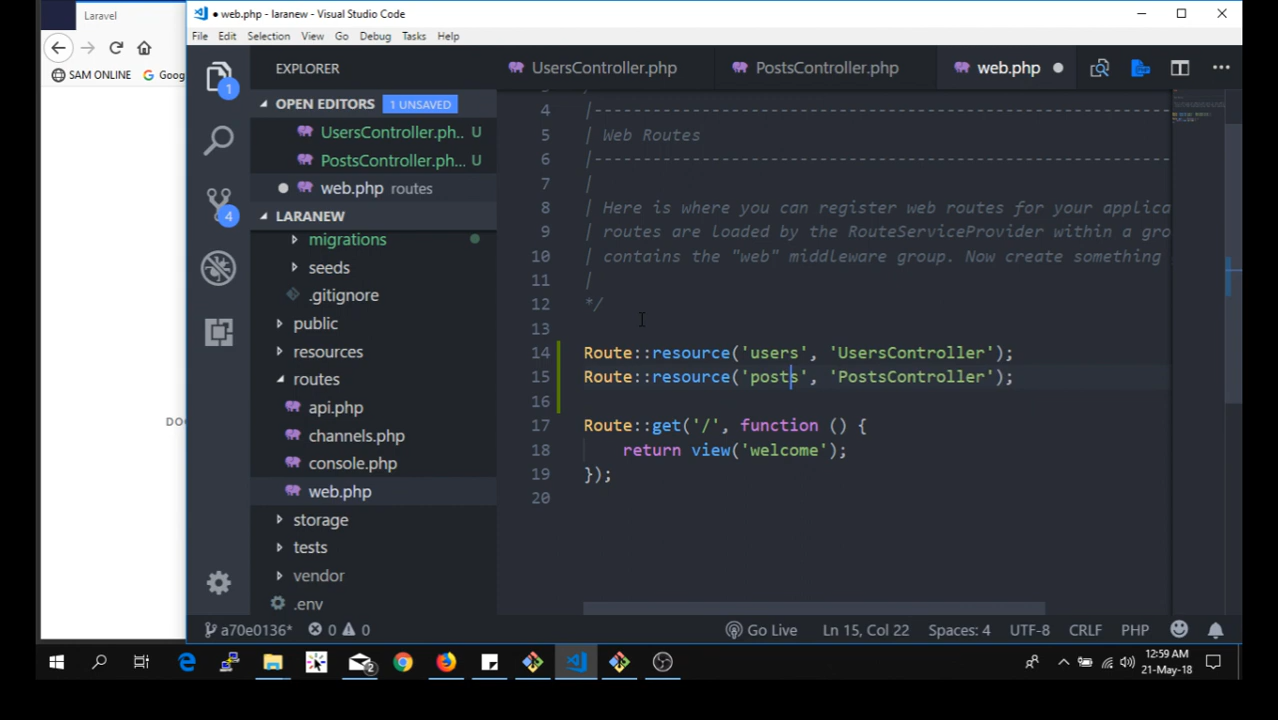 Laravel
SAM ONLINE
Goog
DOC
web.php - laranew - Visual Studio Code
File Edit Selection View Go Debug Tasks Help
EXPLORER
OPEN EDITORS 1 UNSAVED
UsersController.ph... U
PostsController.ph... U
web.php routes
LARANEW
migrations
seeds
.gitignore
public
resources
routes
api.php
channels.php
console.php
web.php
storage
tests
vendor
.env
1
4
UsersController.php PostsController.php web.php
4 |--------------------------------------------------------------------------
5 | Web Routes
6 |--------------------------------------------------------------------------
7 |
8 | Here is where you can register web routes for your applica
9 | routes are loaded by the RouteServiceProvider within a gro
10 | contains the "web" middleware group. Now create something
11 |
12 */
13
14 Route::resource('users', 'UsersController');
15 Route::resource('posts', 'PostsController');
16
17 Route::get('/', function () {
18 return view('welcome');
19 });
20
a70e0136* 0 0 Go Live Ln 15, Col 22 Spaces: 4 UTF-8 CRLF PHP
2
12:59 AM
21-May-18